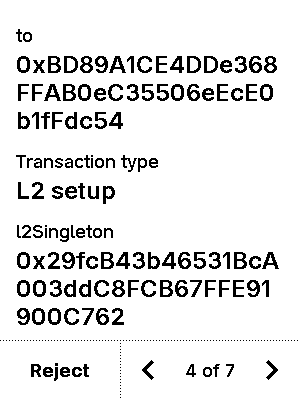 to
0xBD89A1CE4DDe368
FFAB0eC35506eEcE0
b1fFdc54
Transaction type
L2 setup
l2Singleton
0x29fcB43b46531BcA
003ddC8FCB67FFE91
900C762
Reject
4 of 7